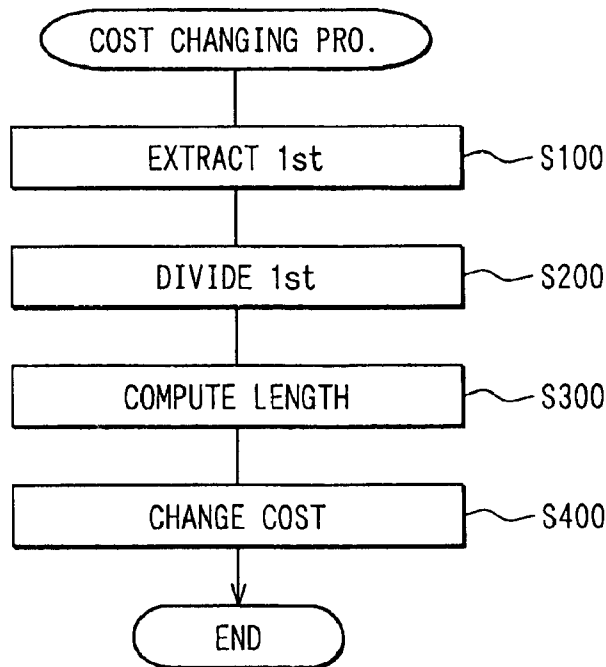 COST CHANGING PRO.
EXTRACT 1st S100
DIVIDE 1st S200
COMPUTE LENGTH S300
CHANGE COST S400
END